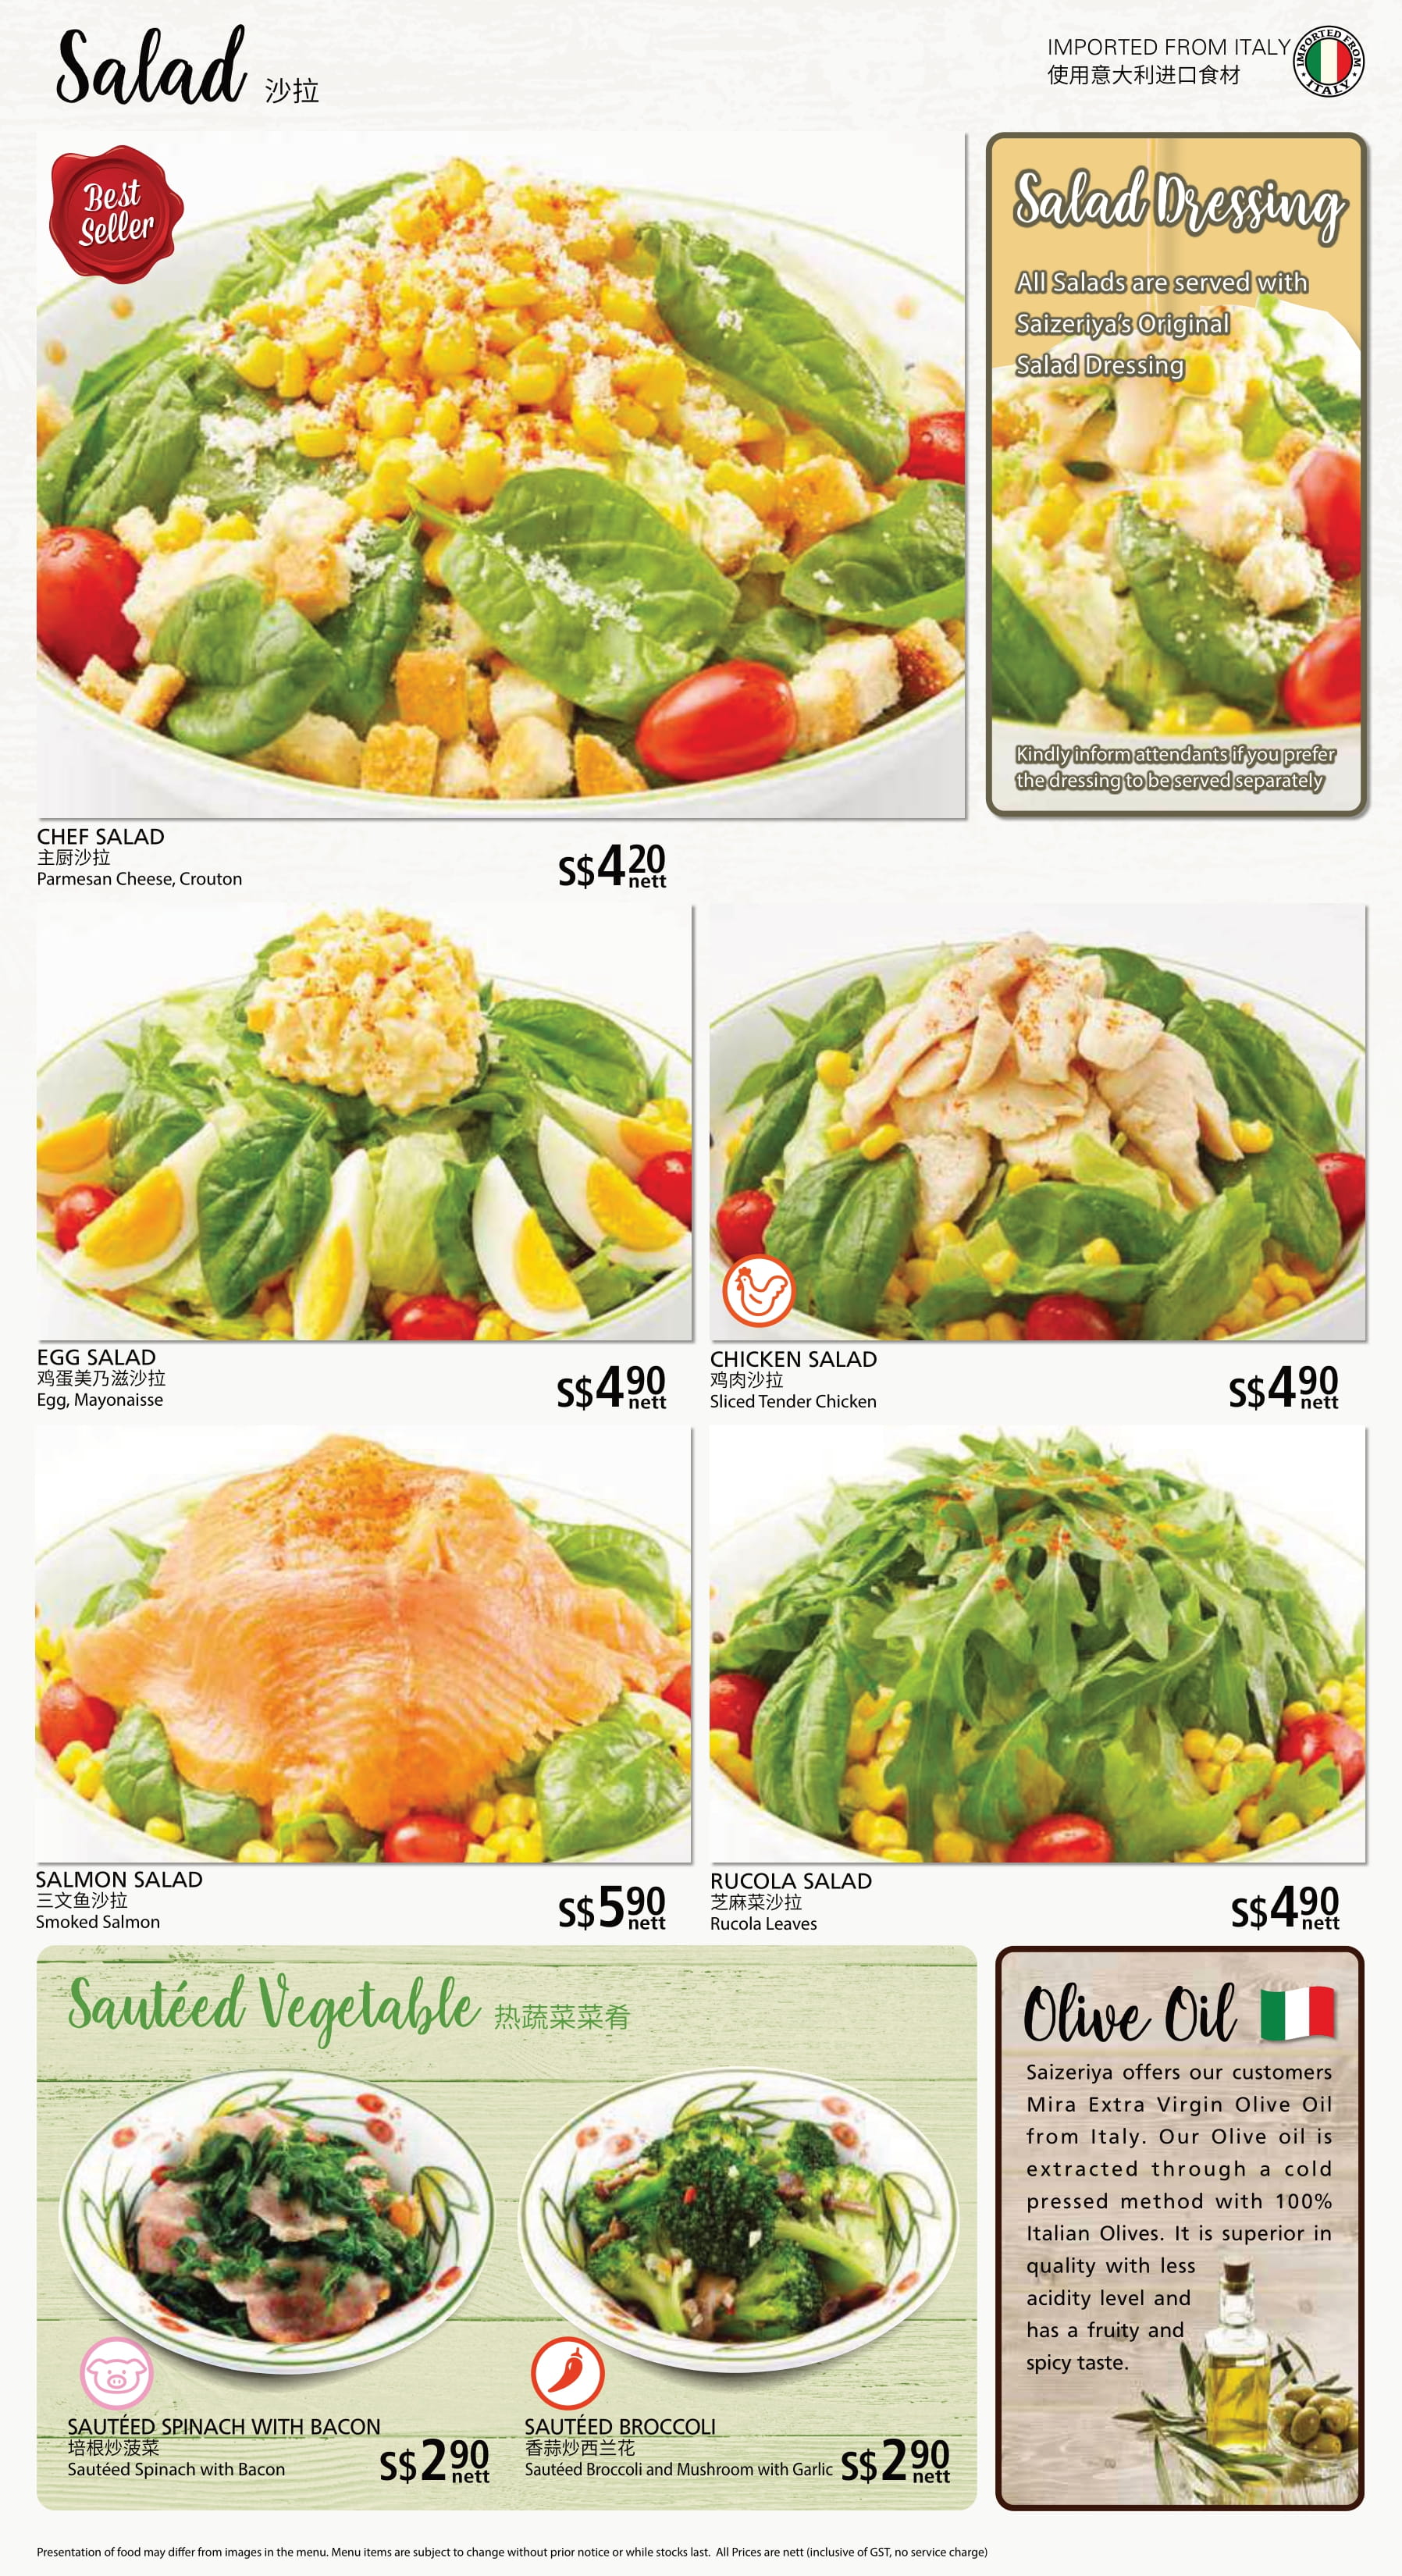 Salad 沙拉
IMPORTED FROM ITALY
使用意大利进口食材
IMPORTED FROM
ITALY
Best
Seller
Salad Dressing
All Salads are served with
Saizeriya's Original
Salad Dressing
Kindly inform attendants if you prefer
the dressing to be served separately
CHEF SALAD
主厨沙拉
Parmesan Cheese, Crouton
S$4 20
nett
EGG SALAD
鸡蛋美乃滋沙拉
Egg, Mayonaisse
S$4 90
nett
CHICKEN SALAD
鸡肉沙拉
Sliced Tender Chicken
S$4 90
nett
SALMON SALAD
三文鱼沙拉
Smoked Salmon
S$5 90
nett
RUCOLA SALAD
芝麻菜沙拉
Rucola Leaves
S$4 90
nett
Sautéed Vegetable 热蔬菜菜肴
SAUTÉED SPINACH WITH BACON
培根炒菠菜
Sautéed Spinach with Bacon
S$2 90
nett
SAUTÉED BROCCOLI
香蒜炒西兰花
Sautéed Broccoli and Mushroom with Garlic
S$2 90
nett
Olive Oil
Saizeriya offers our customers
Mira Extra Virgin Olive Oil
from Italy. Our Olive oil is
extracted through a cold
pressed method with 100%
Italian Olives. It is superior in
quality with less
acidity level and
has a fruity and
spicy taste.
Presentation of food may differ from images in the menu. Menu items are subject to change without prior notice or while stocks last. All Prices are nett (inclusive of GST, no service charge)